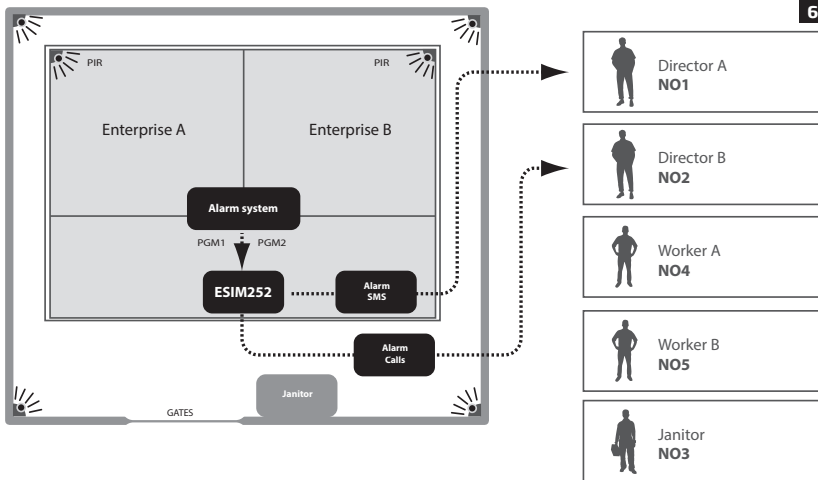 6
PIR
PIR
Enterprise A
Enterprise B
Alarm system
PGM1
PGM2
ESIM252
Alarm
SMS
Alarm
Calls
Janitor
GATES
Director A
NO1
Director B
NO2
Worker A
NO4
Worker B
NO5
Janitor
NO3